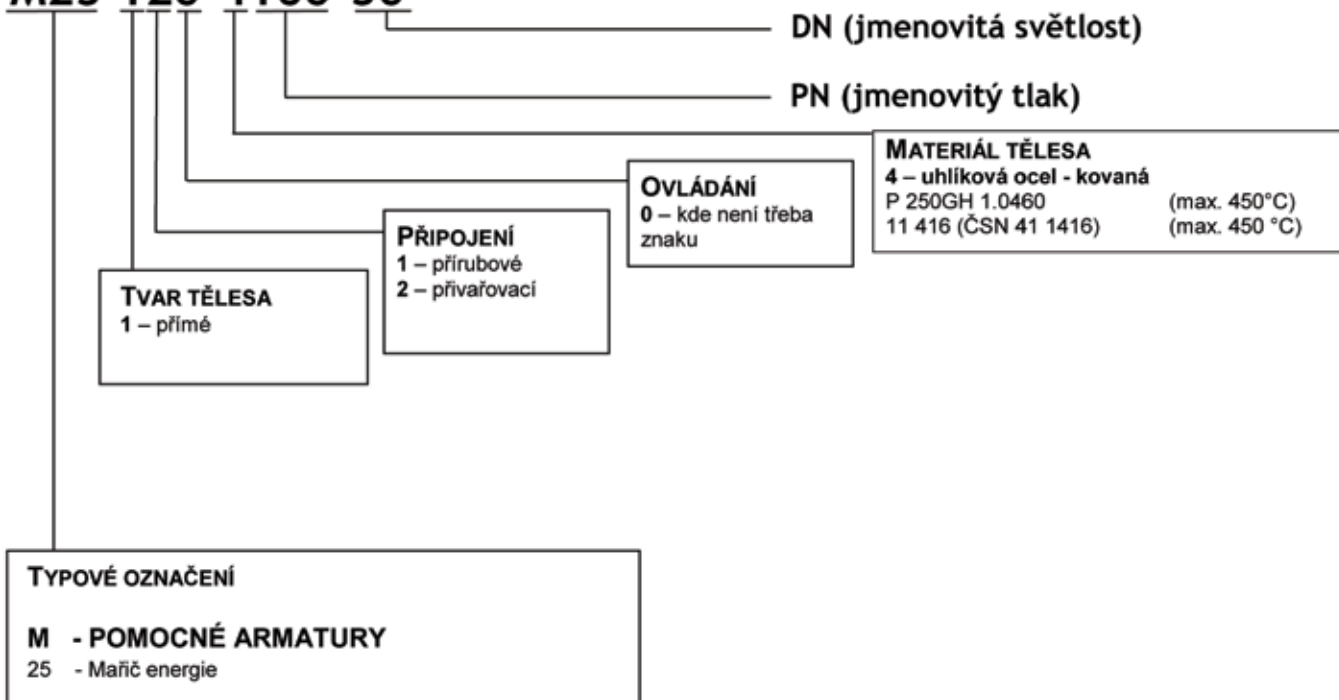 DN (jmenovitá světlost)
PN (jmenovitý tlak)
MATERIÁL TĚLESA
4 – uhlíková ocel - kovaná
P 250GH 1.0460 (max. 450°C)
11 416 (ČSN 41 1416) (max. 450 °C)
OVLÁDÁNÍ
0 – kde není třeba
znaku
PŘIPOJENÍ
1 – přírubové
2 – přivařovací
TVAR TĚLESA
1 – přímé
TYPOVÉ OZNAČENÍ
M - POMOCNÉ ARMATURY
25 - Mařič energie